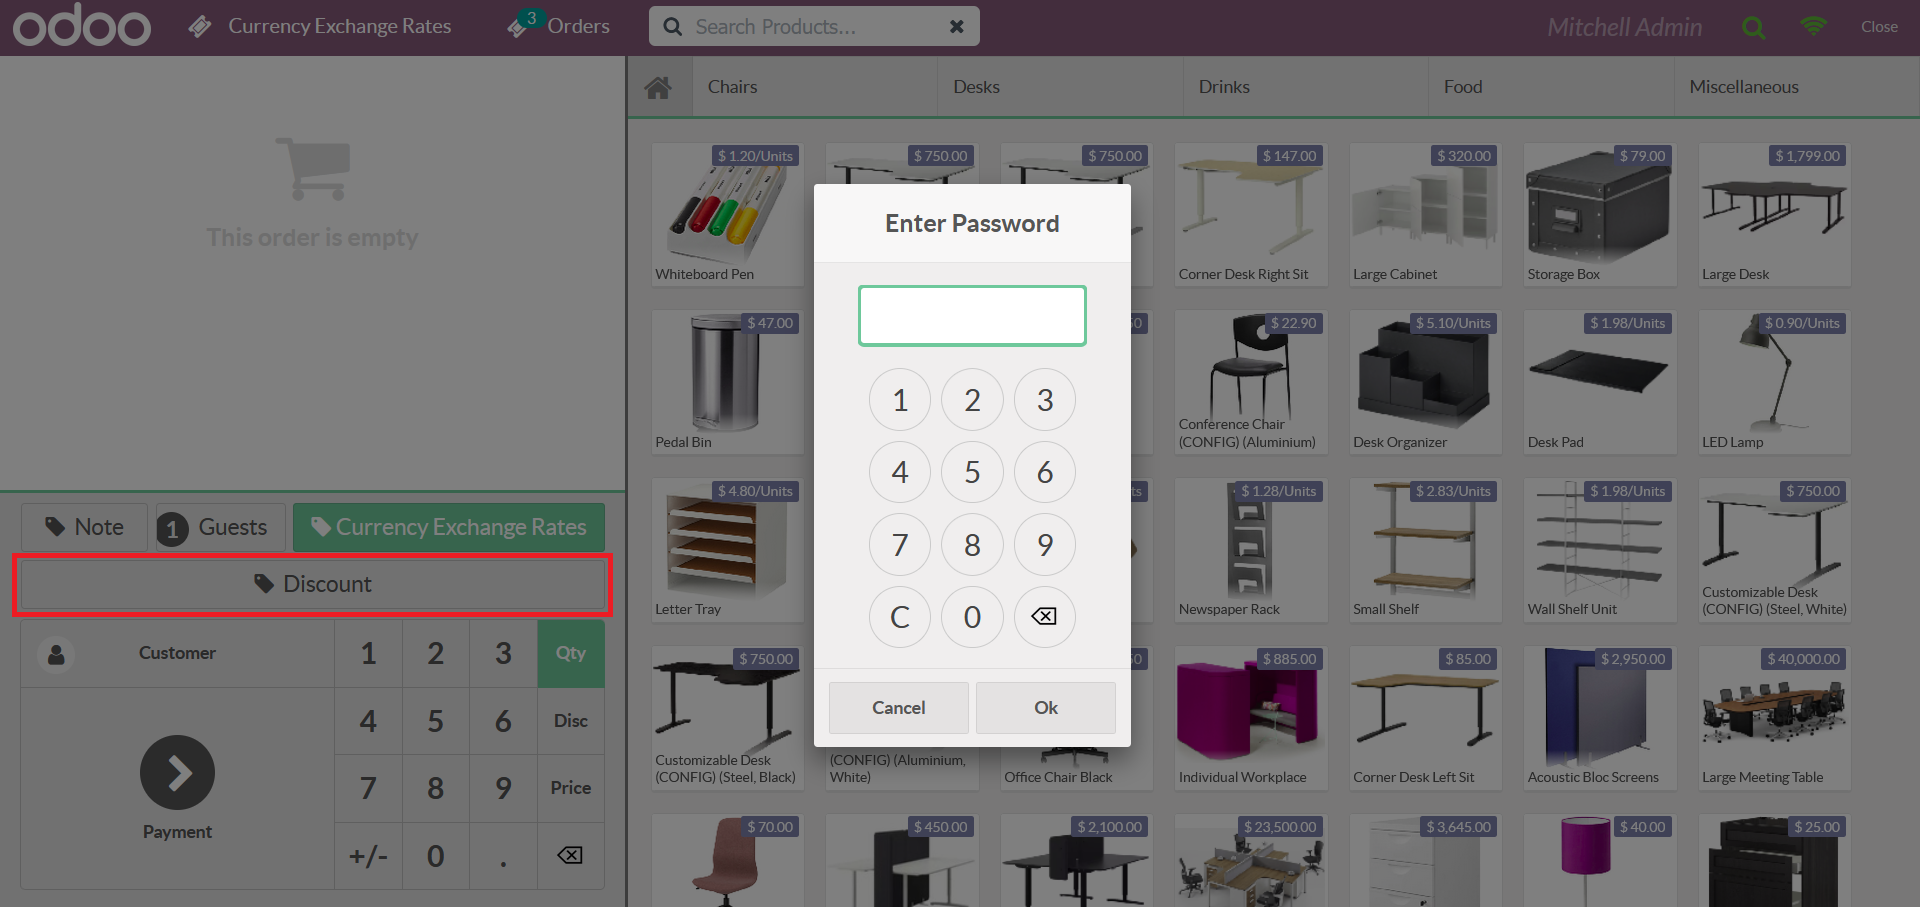 odoo
Currency Exchange Rates
3
Orders
Search Products...
Mitchell Admin
Close
This order is empty
Chairs
Desks
Drinks
Food
Miscellaneous
$ 1.20/Units
Whiteboard Pen
$ 750.00
$ 750.00
$ 147.00
Corner Desk Right Sit
$ 320.00
Large Cabinet
$ 79.00
Storage Box
$ 1,799.00
Large Desk
$ 47.00
Pedal Bin
$ 22.90
Conference Chair
(CONFIG) (Aluminium)
$ 5.10/Units
Desk Organizer
$ 1.98/Units
Desk Pad
$ 0.90/Units
LED Lamp
$ 4.80/Units
Letter Tray
$ 1.28/Units
Newspaper Rack
$ 2.83/Units
Small Shelf
$ 1.98/Units
Wall Shelf Unit
$ 750.00
Customizable Desk
(CONFIG) (Steel, White)
$ 750.00
Customizable Desk
(CONFIG) (Steel, Black)
(CONFIG) (Aluminium,
White)
Office Chair Black
$ 885.00
Individual Workplace
$ 85.00
Corner Desk Left Sit
$ 2,950.00
Acoustic Bloc Screens
$ 40,000.00
Large Meeting Table
$ 70.00
$ 450.00
$ 2,100.00
$ 23,500.00
$ 3,645.00
$ 40.00
$ 25.00
Enter Password
1 2 3
4 5 6
7 8 9
C 0
Cancel
Ok
Note
1 Guests
Currency Exchange Rates
Discount
Customer
1 2 3 Qty
4 5 6 Disc
7 8 9 Price
+/- 0 .
Payment